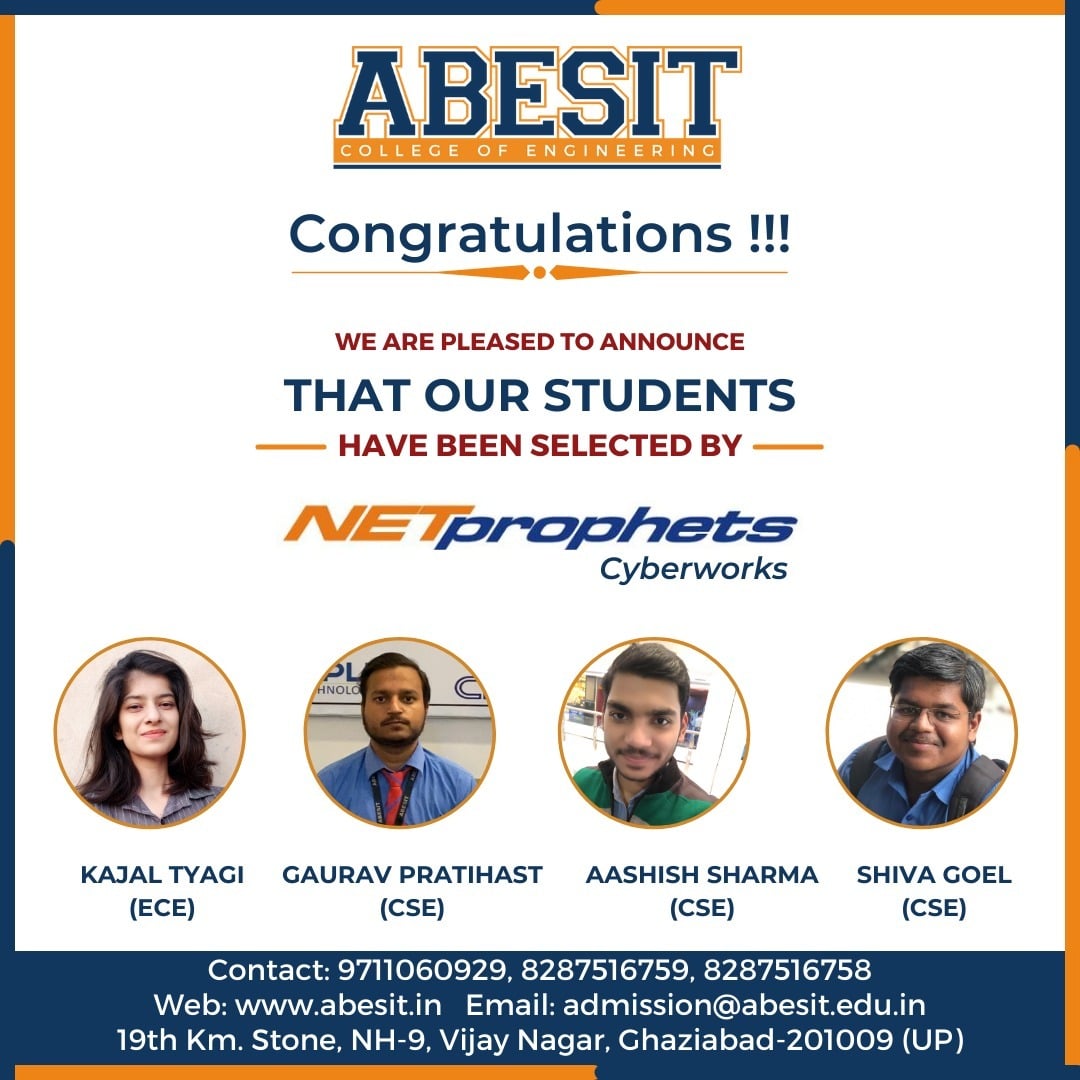 ABESIT
COLLEGE OF ENGINEERING
Congratulations !!!
WE ARE PLEASED TO ANNOUNCE
THAT OUR STUDENTS
HAVE BEEN SELECTED BY
NETprophets
Cyberworks
ABESIT
KAJAL TYAGI
(ECE)
GAURAV PRATIHAST
(CSE)
AASHISH SHARMA
(CSE)
SHIVA GOEL
(CSE)
Contact: 9711060929, 8287516759, 8287516758
Web: www.abesit.in Email: admission@abesit.edu.in
19th Km. Stone, NH-9, Vijay Nagar, Ghaziabad-201009 (UP)